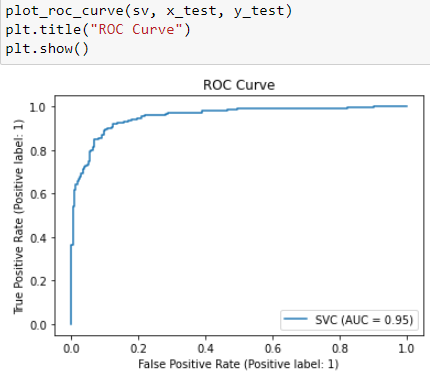 plot_roc_curve(sv, x_test, y_test)
plt.title("ROC Curve")
plt.show()
ROC Curve
True Positive Rate (Positive label: 1)
1.0
0.8
0.6
0.4
0.2
0.0
SVC (AUC = 0.95)
0.0 0.2 0.4 0.6 0.8 1.0
False Positive Rate (Positive label: 1)